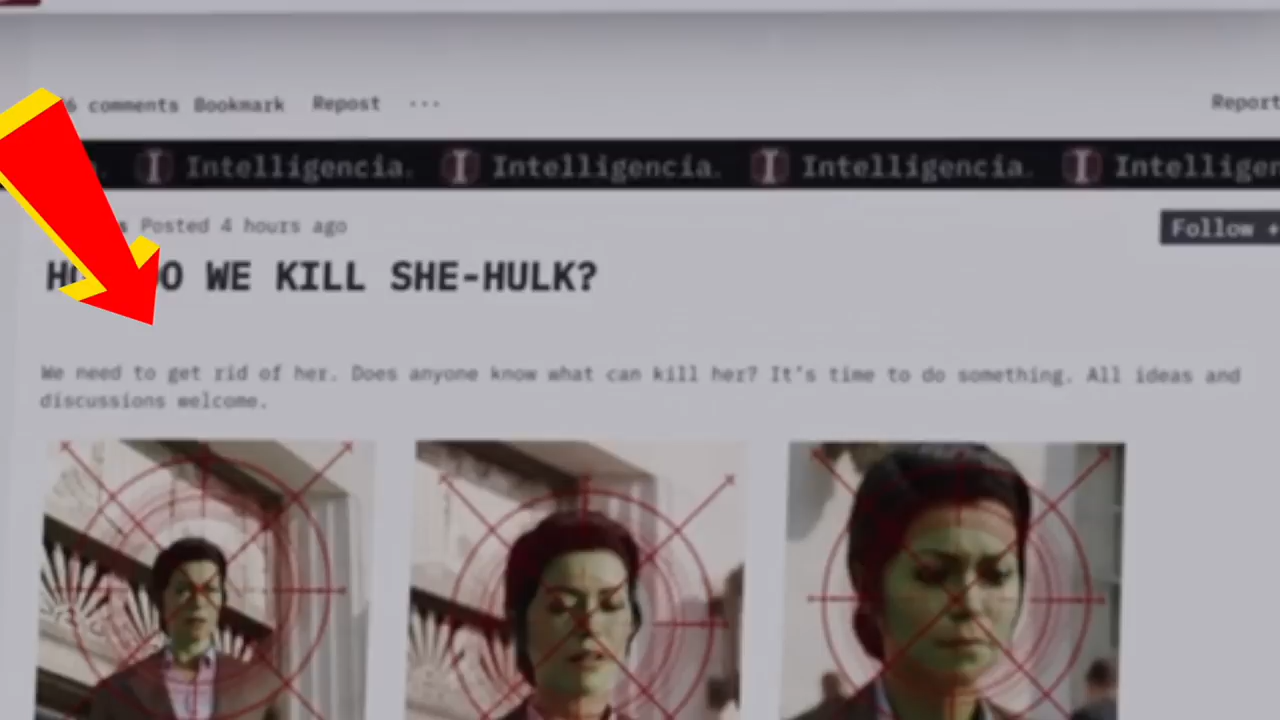 comments Bookmark Repost ··· Report
Intelligencia. I Intelligencia. I Intelligencia. I Intelligencia.
Posted 4 hours ago Follow +
WE KILL SHE-HULK?
We need to get rid of her. Does anyone know what can kill her? It's time to do something. All ideas and
discussions welcome.